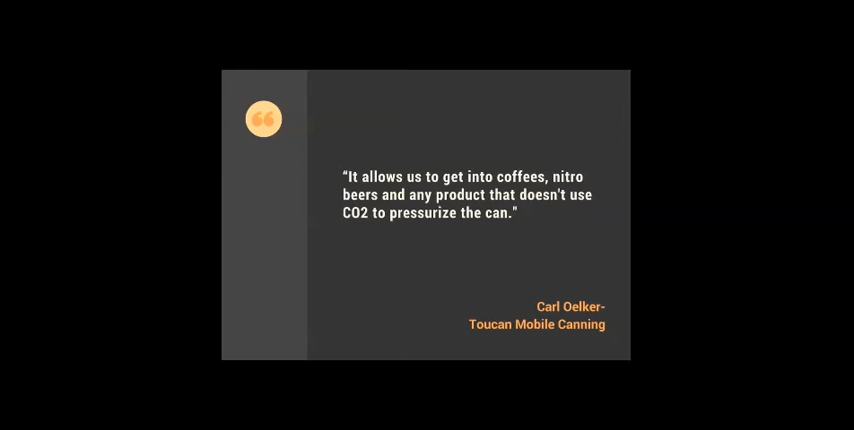 “It allows us to get into coffees, nitro
beers and any product that doesn't use
CO2 to pressurize the can."
Carl Oelker-
Toucan Mobile Canning